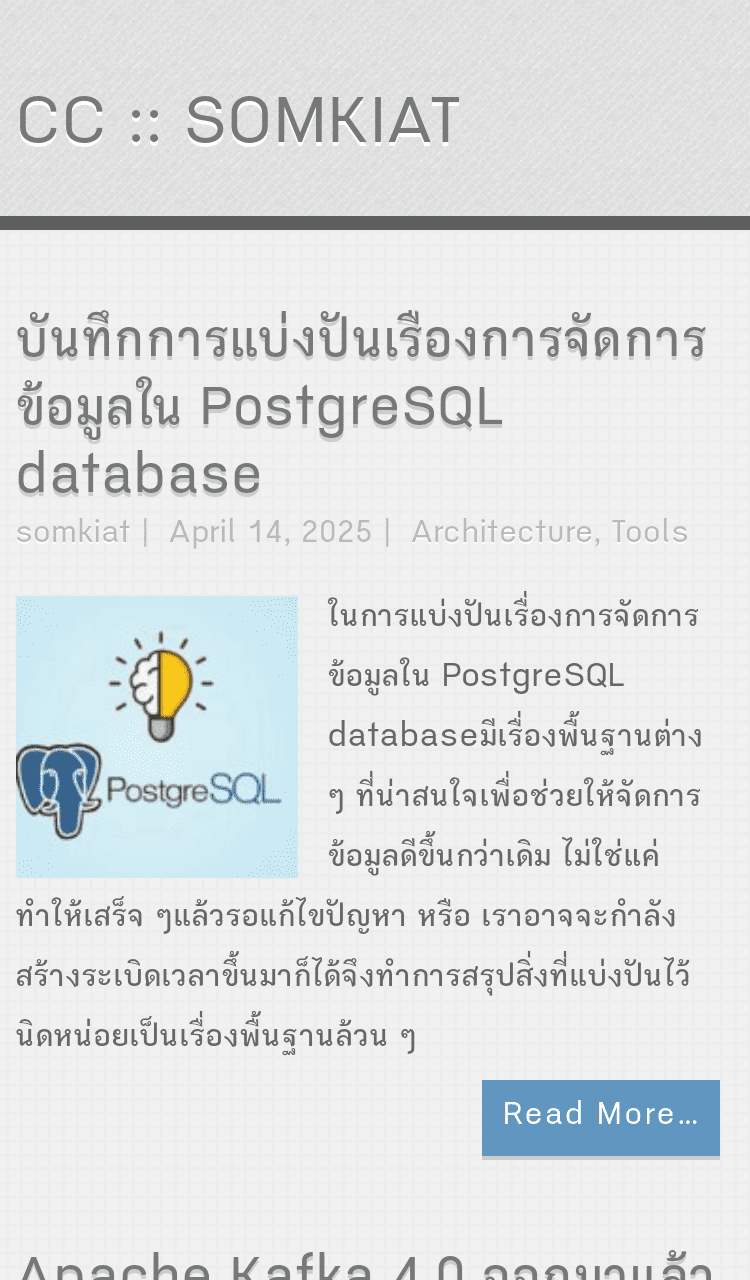 CC :: SOMKIAT
บันทึกการแบ่งปันเรื่องการจัดการ
ข้อมูลใน PostgreSQL
database
somkiat | April 14, 2025 | Architecture, Tools
PostgreSQL
ในการแบ่งปันเรื่องการจัดการ
ข้อมูลใน PostgreSQL
databaseมีเรื่องพื้นฐานต่าง
ๆ ที่น่าสนใจเพื่อช่วยให้จัดการ
ข้อมูลดีขึ้นกว่าเดิม ไม่ใช่แค่
ทำให้เสร็จ ๆแล้วรอแก้ไขปัญหา หรือ เราอาจจะกำลัง
สร้างระเบิดเวลาขึ้นมาก็ได้จึงทำการสรุปสิ่งที่แบ่งปันไว้
นิดหน่อยเป็นเรื่องพื้นฐานล้วน ๆ
Read More…
Apache Kafka 4.0 ออกมาแล้ว